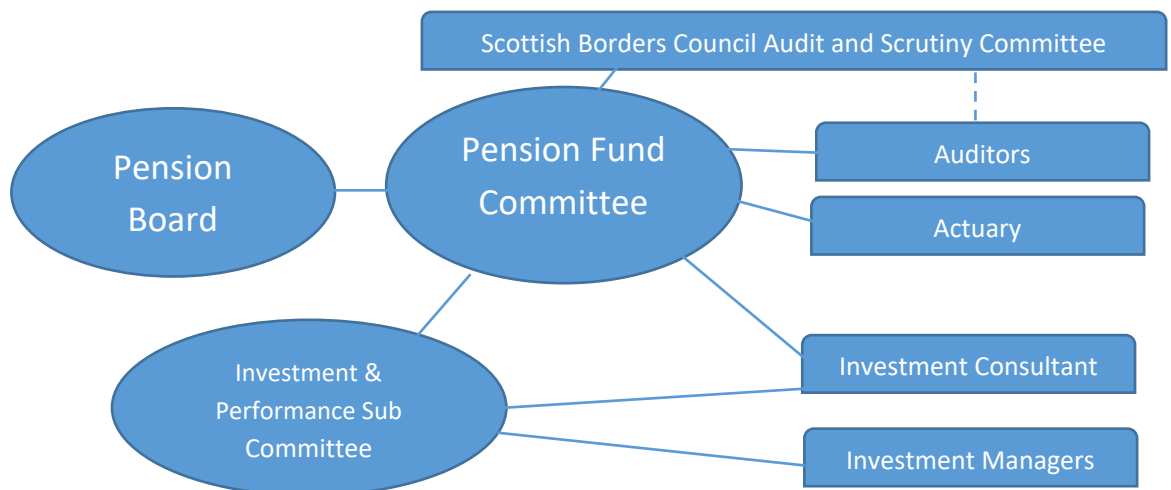 Scottish Borders Council Audit and Scrutiny Committee
Pension
Board
Pension Fund
Committee
Auditors
Actuary
Investment &
Performance Sub
Committee
Investment Consultant
Investment Managers